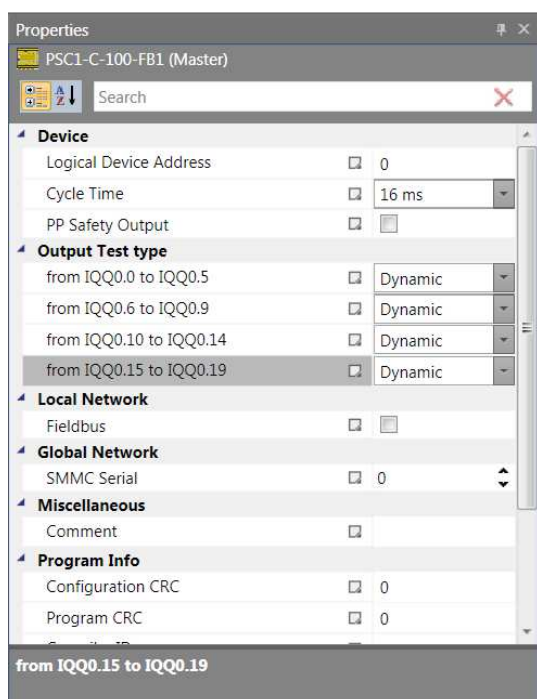 Properties
PSC1-C-100-FB1 (Master)
A Z Search
Device
Logical Device Address 0
Cycle Time 16 ms
PP Safety Output
Output Test type
from IQQ0.0 to IQQ0.5 Dynamic
from IQQ0.6 to IQQ0.9 Dynamic
from IQQ0.10 to IQQ0.14 Dynamic
from IQQ0.15 to IQQ0.19 Dynamic
Local Network
Fieldbus
Global Network
SMMC Serial 0
Miscellaneous
Comment
Program Info
Configuration CRC 0
Program CRC 0
from IQQ0.15 to IQQ0.19